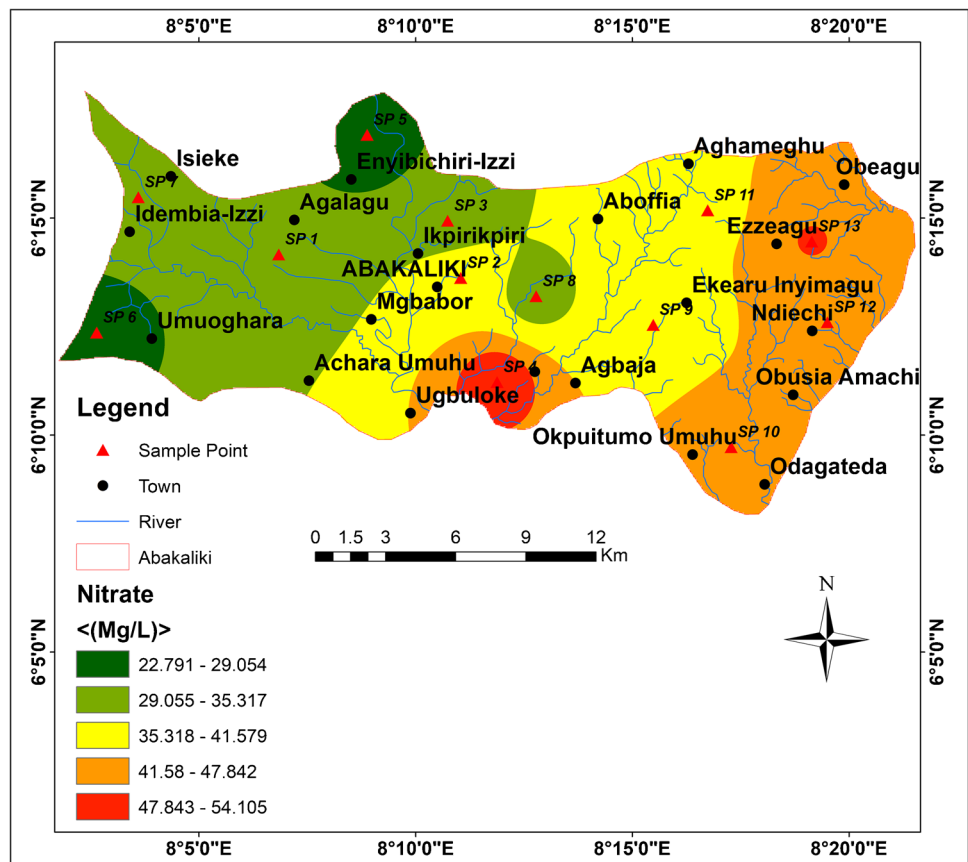 8°5'0"E 8°10'0"E 8°15'0"E 8°20'0"E
SP 5
Aghameghu
Isieke
Enyibichiri-Izzi
Obeagu
SP 7
SP 11
6°15'0"N
6°15'0"N
Idembia-Izzi
Agalagu
SP 3
Aboffia
SP 1
Ikpirikpiri
Ezzeagu
SP 13
ABAKALIKI
SP 2
SP 8
Ekearu Inyimagu
Mgbabor
SP 6
Umuoghara
SP 9
Ndiechi
SP 12
Achara Umuhu
SP 4
Agbaja
Obusia Amachi
Ugbuloke
Okpuitumo Umuhu
SP 10
6°10'0"N
6°10'0"N
Odagateda
Legend
Sample Point
Town
River
Abakaliki
0 1.5 3 6 9 12
Km
Nitrate
<(Mg/L)>
22.791 - 29.054
29.055 - 35.317
35.318 - 41.579
41.58 - 47.842
47.843 - 54.105
N
6°5'0"N
6°5'0"N
8°5'0"E 8°10'0"E 8°15'0"E 8°20'0"E